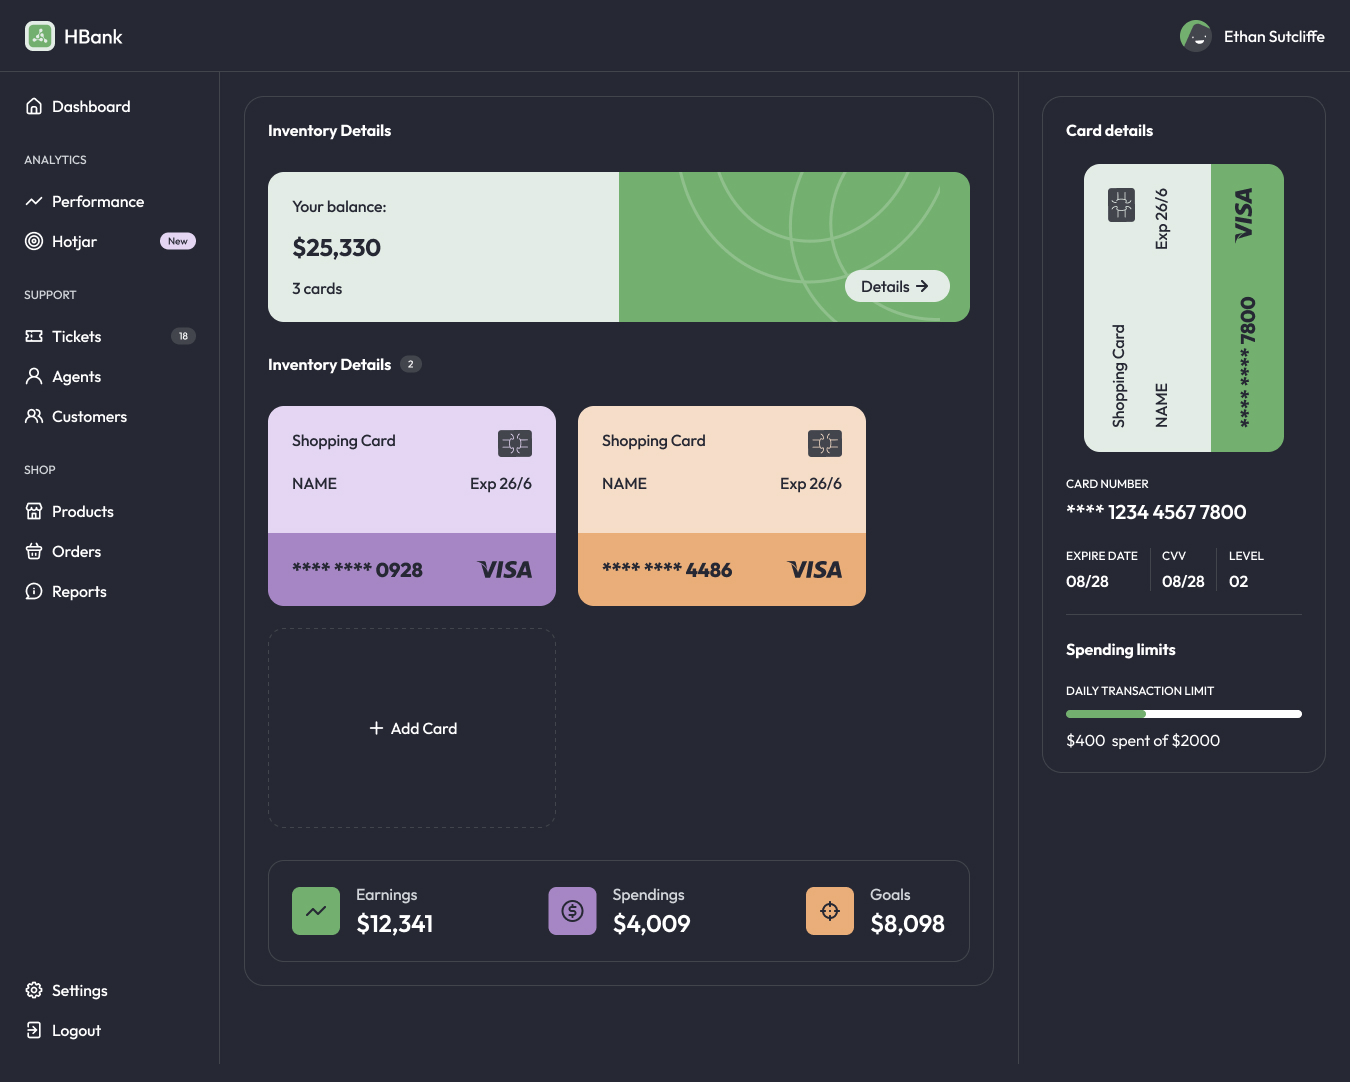 HBank
Ethan Sutcliffe
Dashboard
ANALYTICS
Performance
Hotjar New
SUPPORT
Tickets 18
Agents
Customers
SHOP
Products
Orders
Reports
Settings
Logout
Inventory Details
Your balance:
$25,330
3 cards
Details
Inventory Details 2
Shopping Card
NAME Exp 26/6
**** **** 0928 VISA
Shopping Card
NAME Exp 26/6
**** **** 4486 VISA
Add Card
Earnings
$12,341
Spendings
$4,009
Goals
$8,098
Card details
Shopping Card
NAME Exp 26/6
**** **** 7800 VISA
CARD NUMBER
**** 1234 4567 7800
EXPIRE DATE CVV LEVEL
08/28 08/28 02
Spending limits
DAILY TRANSACTION LIMIT
$400 spent of $2000